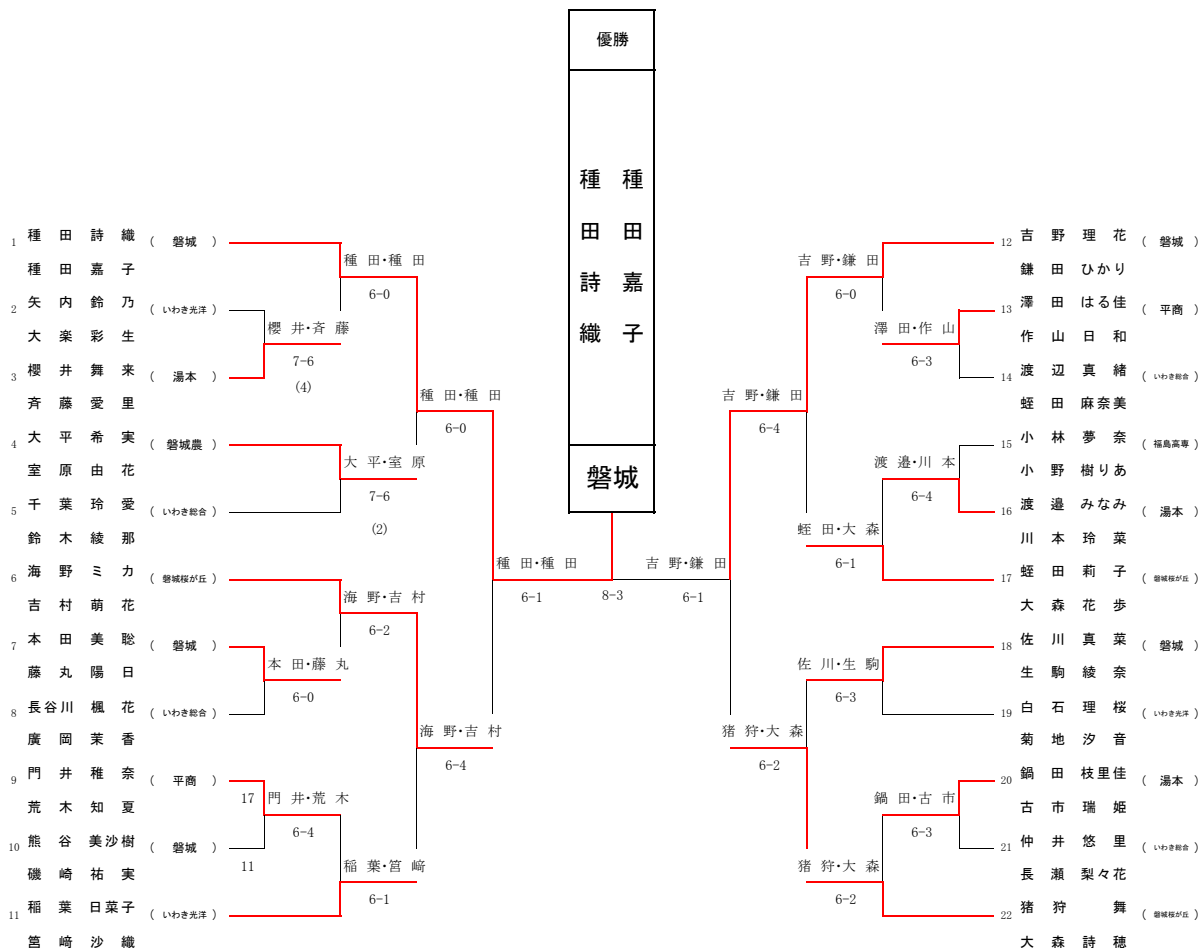 優勝
種田詩織
種田嘉子
磐城
1 種田詩織 ( 磐城 )
種田嘉子
2 矢内鈴乃 ( いわき光洋 )
大楽彩生
3 櫻井舞来 ( 湯本 )
斉藤愛里
4 大平希実 ( 磐城農 )
室原由花
5 千葉玲愛 ( いわき総合 )
鈴木綾那
6 海野ミカ ( 磐城桜が丘 )
吉村萌花
7 本田美聡 ( 磐城 )
藤丸陽日
8 長谷川楓花 ( いわき総合 )
廣岡茉香
9 門井稚奈 ( 平商 )
荒木知夏
10 熊谷美沙樹 ( 磐城 )
磯崎祐実
11 稲葉日菜子 ( いわき光洋 )
筥﨑沙織
種田・種田
6-0
櫻井・斉藤
7-6
(4)
種田・種田
6-0
大平・室原
7-6
(2)
種田・種田
6-1
海野・吉村
6-2
本田・藤丸
6-0
海野・吉村
6-4
17
門井・荒木
6-4
11
稲葉・筥﨑
6-1
8-3
吉野・鎌田
6-0
澤田・作山
6-3
吉野・鎌田
6-4
渡邉・川本
6-4
蛭田・大森
6-1
吉野・鎌田
6-1
佐川・生駒
6-3
猪狩・大森
6-2
鍋田・古市
6-3
猪狩・大森
6-2
12 吉野理花 ( 磐城 )
鎌田ひかり
13 澤田はる佳 ( 平商 )
作山日和
14 渡辺真緒 ( いわき総合 )
蛭田麻奈美
15 小林夢奈 ( 福島高専 )
小野樹りあ
16 渡邉みなみ ( 湯本 )
川本玲菜
17 蛭田莉子 ( 磐城桜が丘 )
大森花歩
18 佐川真菜 ( 磐城 )
生駒綾奈
19 白石理桜 ( いわき光洋 )
菊地汐音
20 鍋田枝里佳 ( 湯本 )
古市瑞姫
21 仲井悠里 ( いわき総合 )
長瀬梨々花
22 猪狩舞 ( 磐城桜が丘 )
大森詩穂